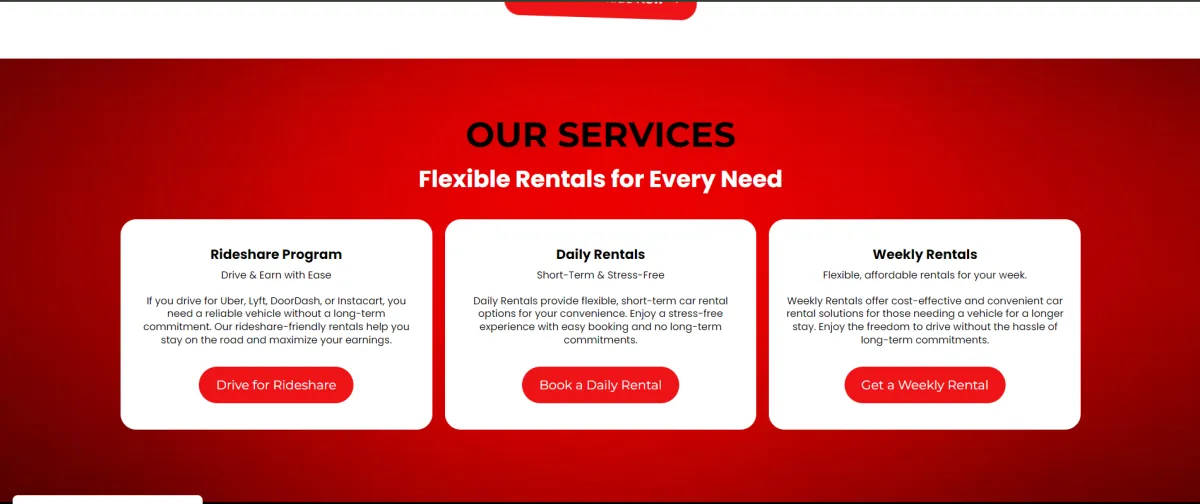 OUR SERVICES
Flexible Rentals for Every Need
Rideshare Program
Drive & Earn with Ease
If you drive for Uber, Lyft, DoorDash, or Instacart, you
need a reliable vehicle without a long-term
commitment. Our rideshare-friendly rentals help you
stay on the road and maximize your earnings.
Drive for Rideshare
Daily Rentals
Short-Term & Stress-Free
Daily Rentals provide flexible, short-term car rental
options for your convenience. Enjoy a stress-free
experience with easy booking and no long-term
commitments.
Book a Daily Rental
Weekly Rentals
Flexible, affordable rentals for your week.
Weekly Rentals offer cost-effective and convenient car
rental solutions for those needing a vehicle for a longer
stay. Enjoy the freedom to drive without the hassle of
long-term commitments.
Get a Weekly Rental